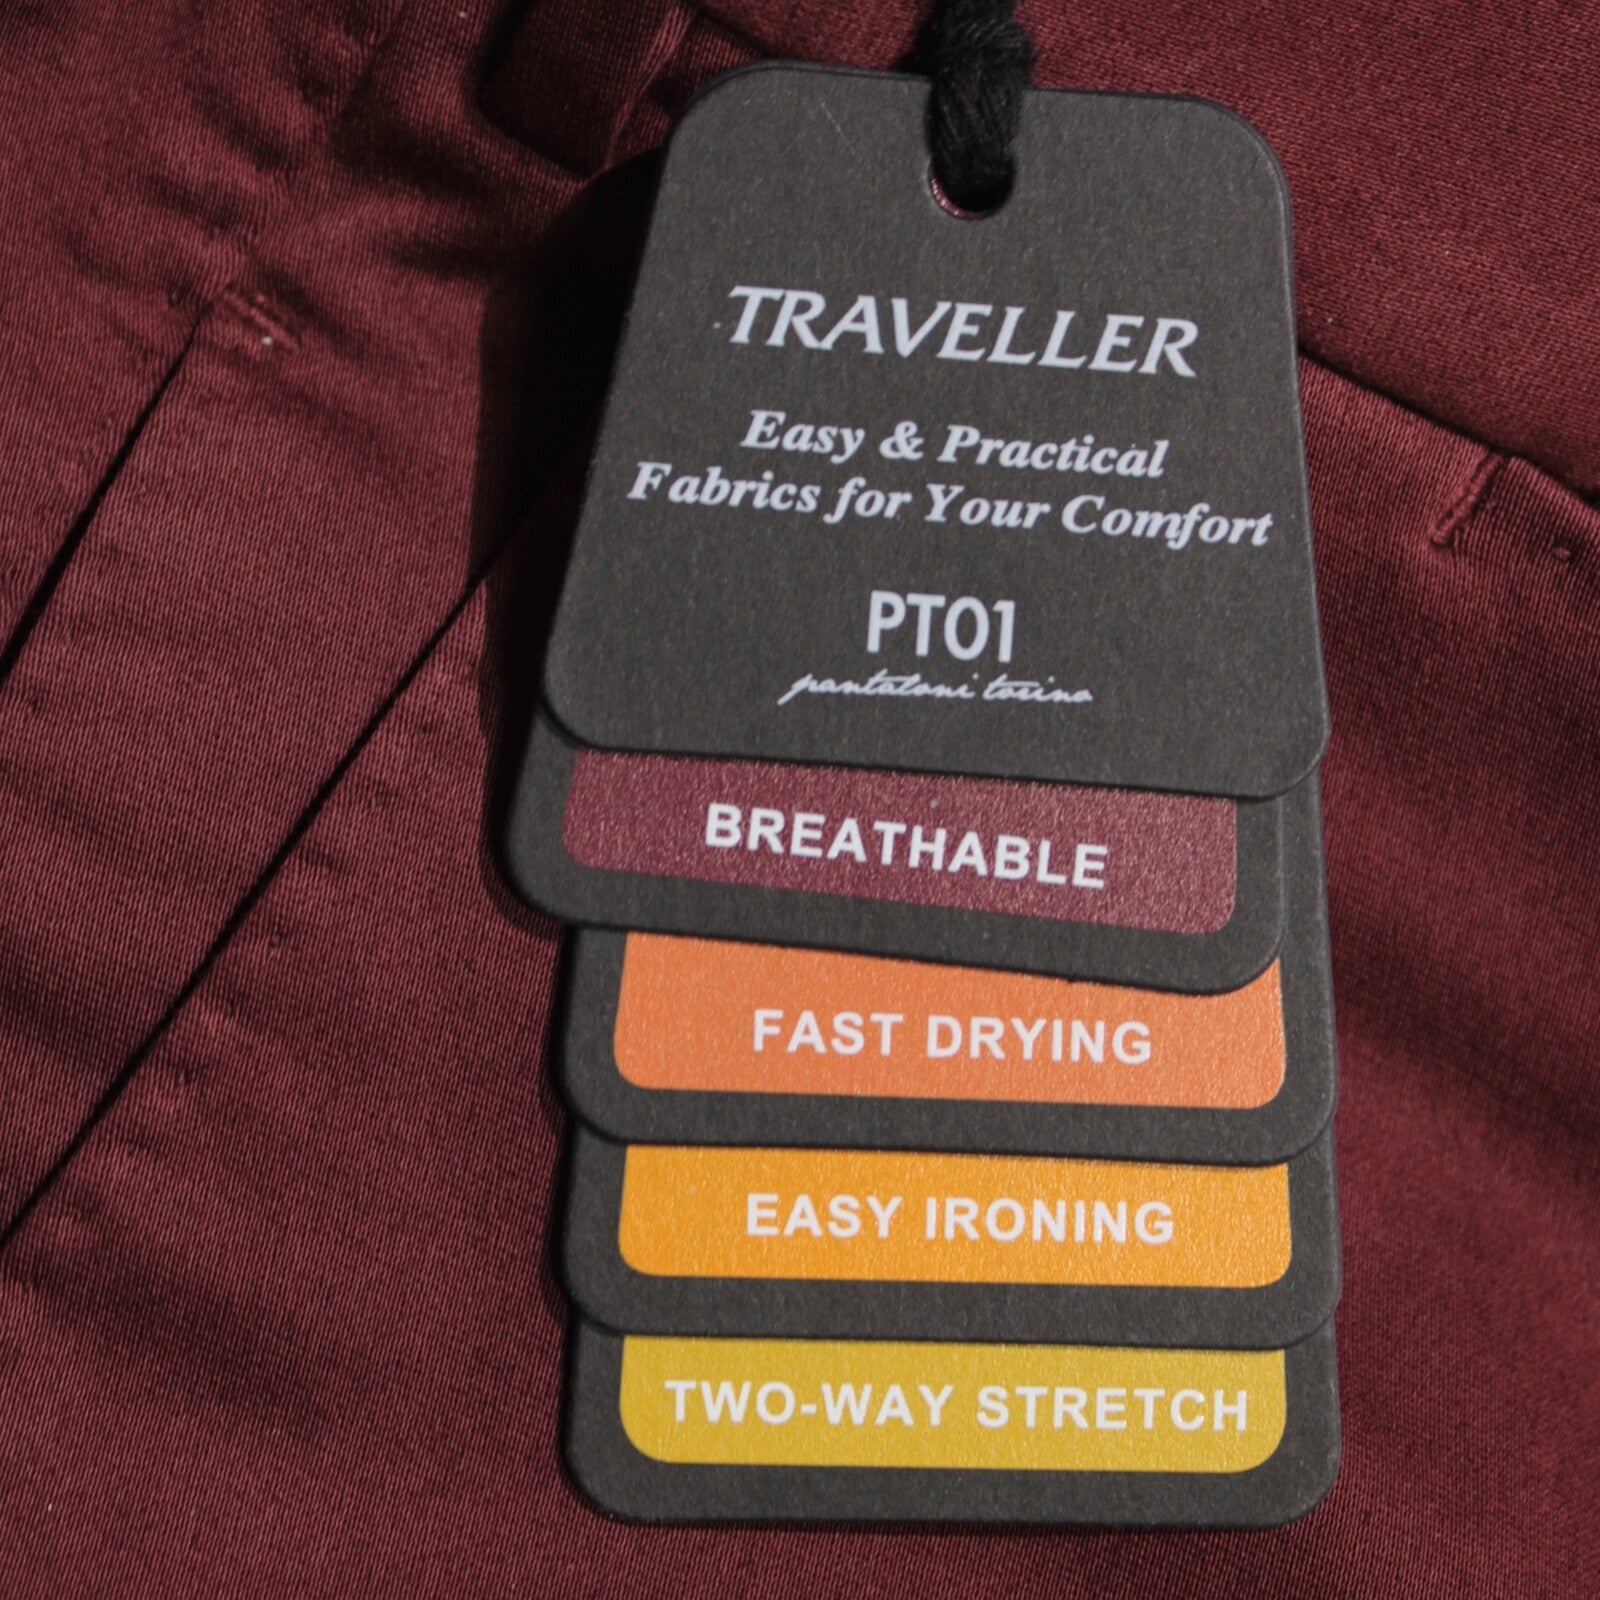 TRAVELLER
Easy & Practical
Fabrics for Your Comfort
PT01
pantaloni torino
BREATHABLE
FAST DRYING
EASY IRONING
TWO-WAY STRETCH